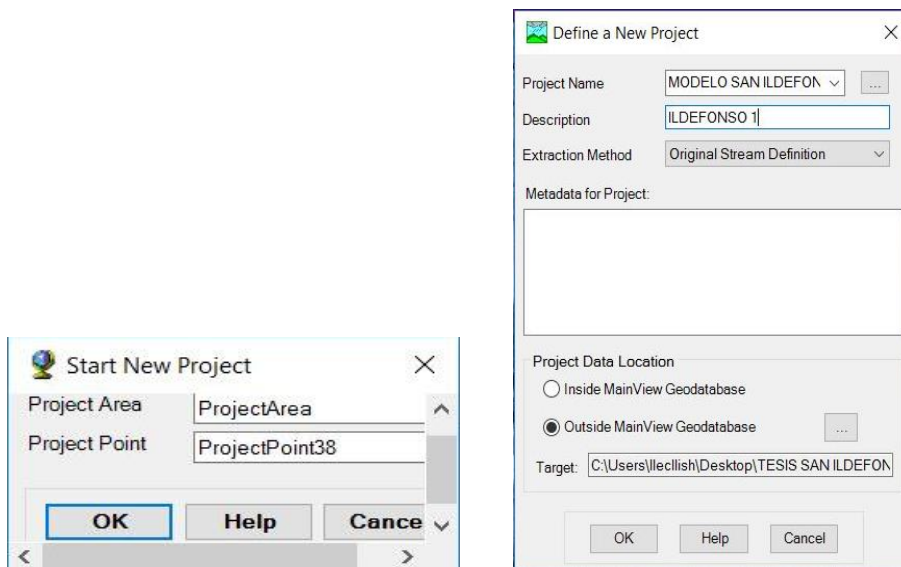 Start New Project
Project Area ProjectArea
Project Point ProjectPoint38
OK Help Cance
Define a New Project
Project Name MODELO SAN ILDEFON ...
Description ILDEFONSO 1
Extraction Method Original Stream Definition
Metadata for Project:
Project Data Location
Inside MainView Geodatabase
Outside MainView Geodatabase ...
Target: C:\Users\llecllish\Desktop\TESIS SAN ILDEFON
OK Help Cancel